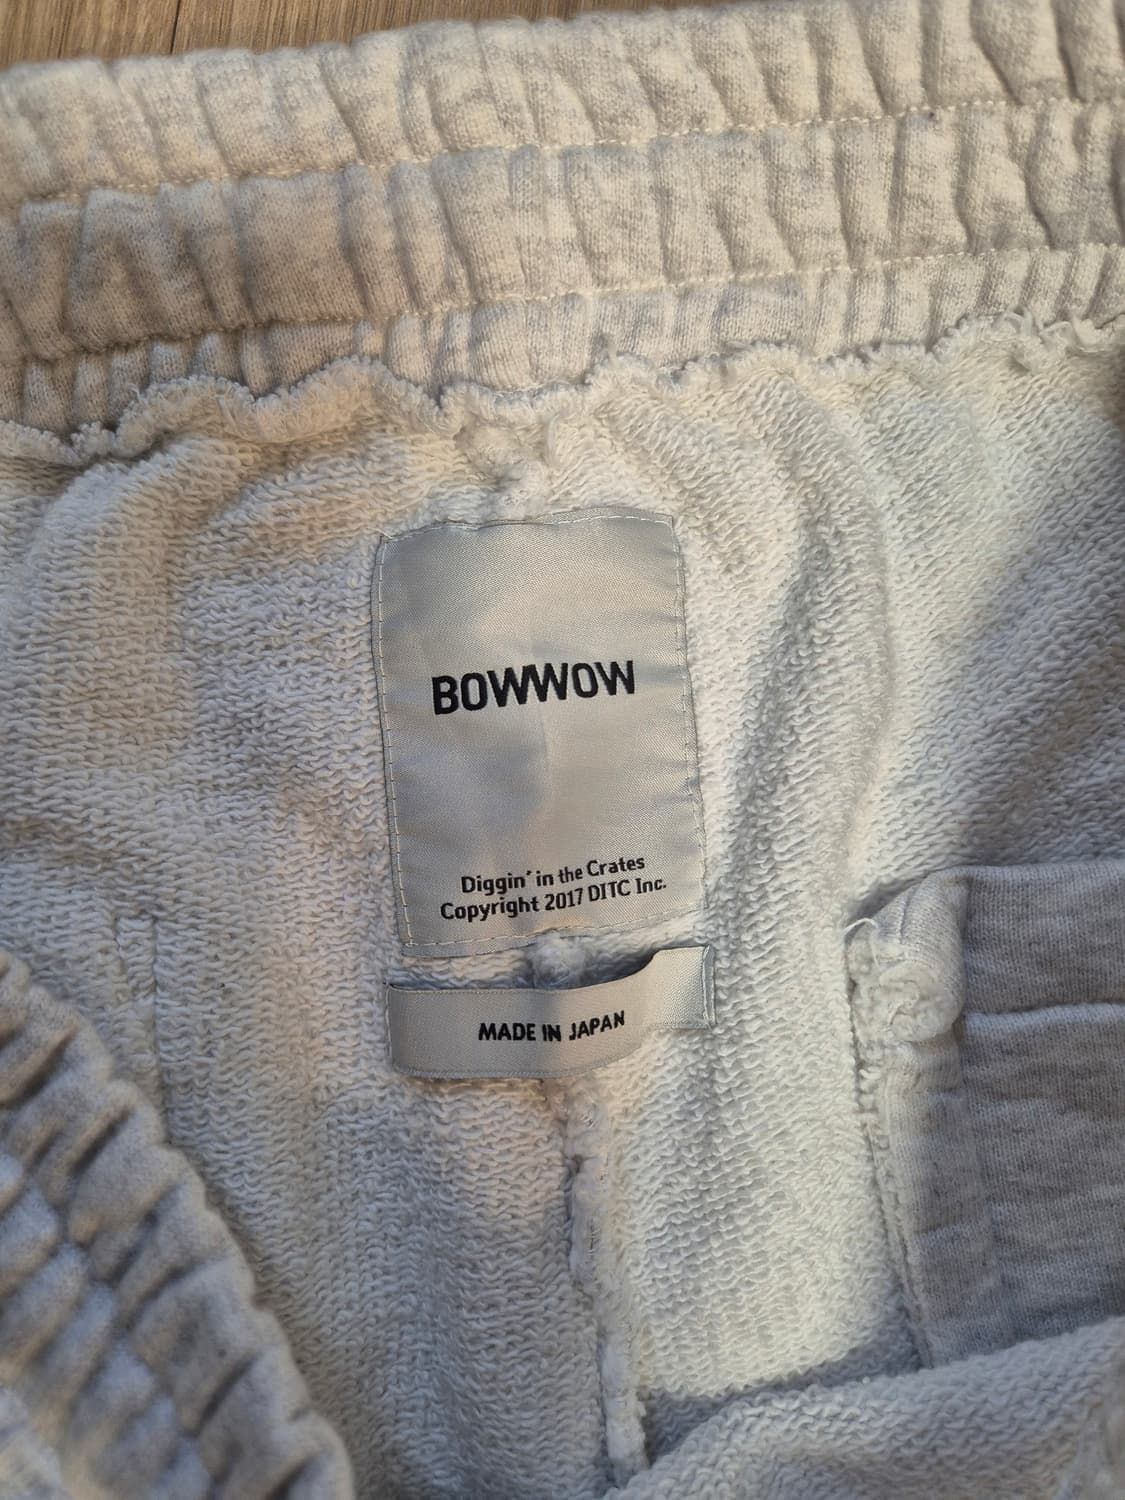 BOWWOW
Diggin' in the Crates
Copyright 2017 DITC Inc.
MADE IN JAPAN